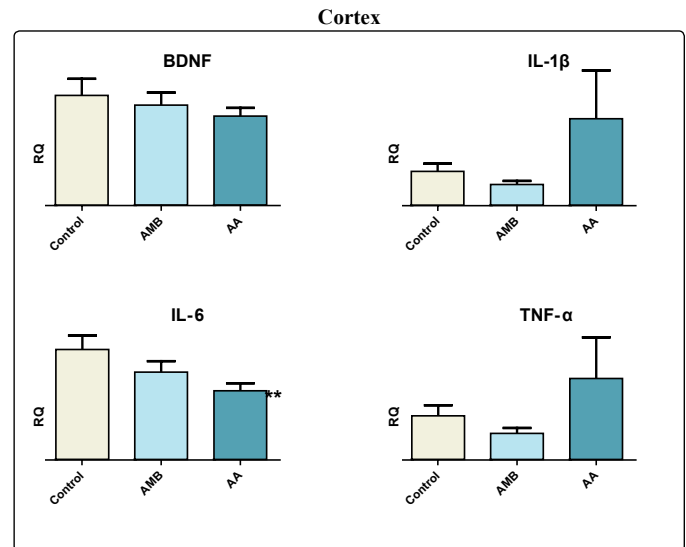 Cortex
BDNF
RQ
Control
AMB
AA
IL-1β
RQ
Control
AMB
AA
IL-6
RQ
**
Control
AMB
AA
TNF-α
RQ
Control
AMB
AA